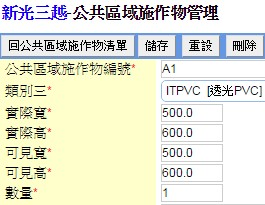 新光三越-公共區域施作物管理
回公共區域施作物清單 儲存 重設 刪除
公共區域施作物編號* A1
類別三* ITPVC [透光PVC]
實際寬* 500.0
實際高* 600.0
可見寬* 500.0
可見高* 600.0
數量* 1